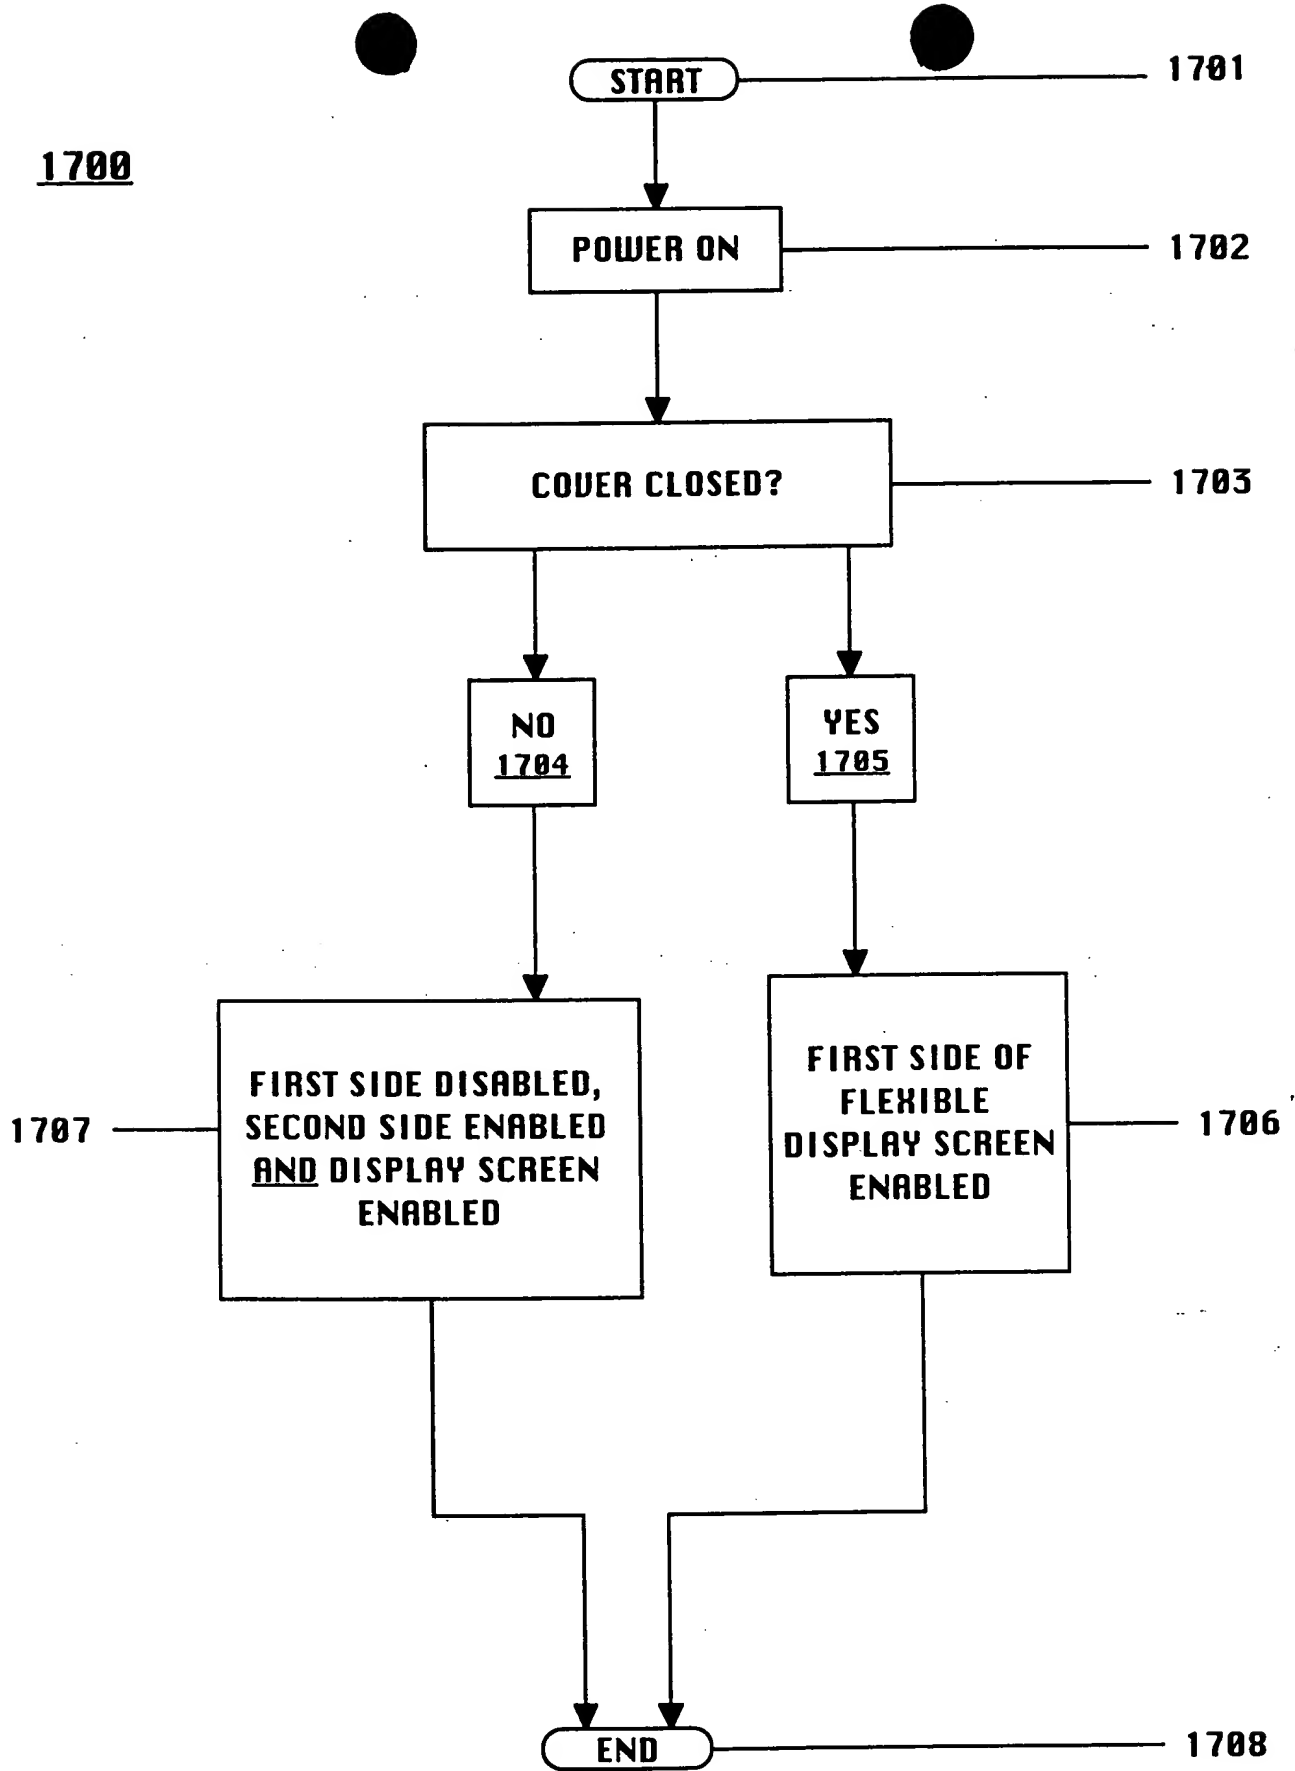 START
1701
1700
POWER ON
1702
COVER CLOSED?
1703
NO
1704
YES
1705
FIRST SIDE DISABLED,
SECOND SIDE ENABLED
AND DISPLAY SCREEN
ENABLED
1707
FIRST SIDE OF
FLEXIBLE
DISPLAY SCREEN
ENABLED
1706
END
1708